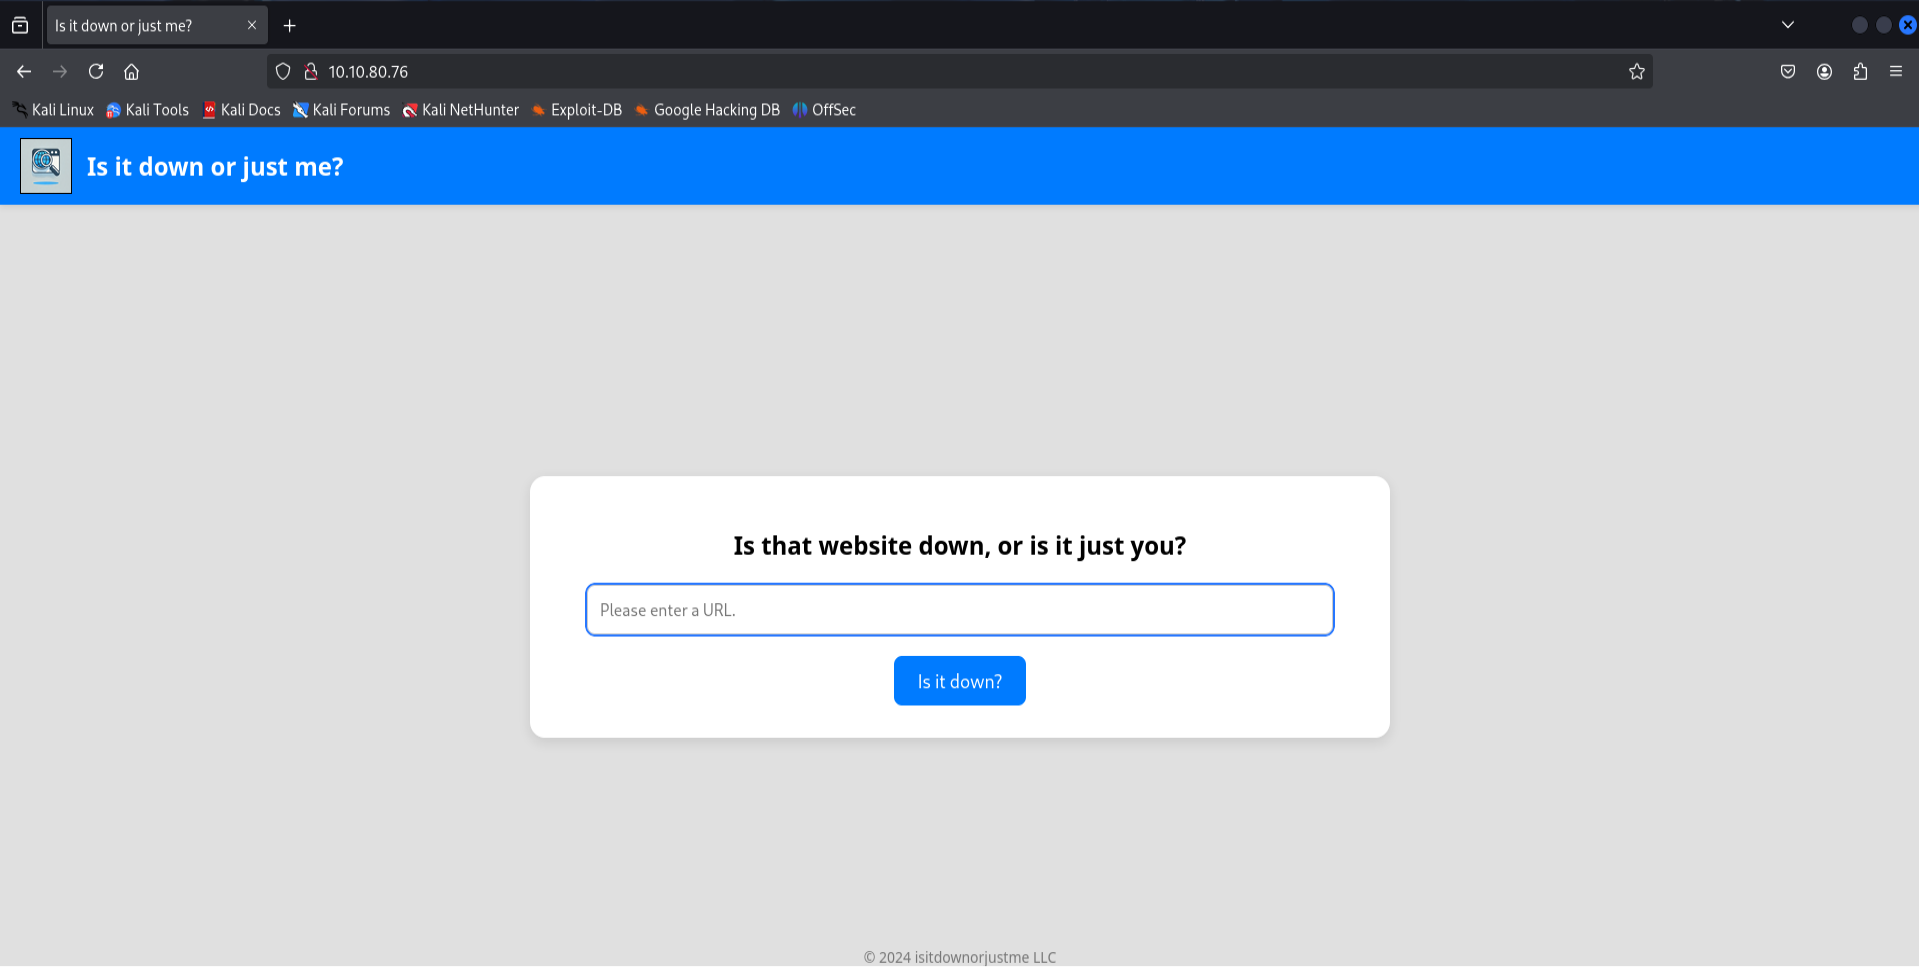 Is it down or just me?
10.10.80.76
Kali Linux Kali Tools Kali Docs Kali Forums Kali NetHunter Exploit-DB Google Hacking DB OffSec
Is it down or just me?
Is that website down, or is it just you?
Please enter a URL.
Is it down?
© 2024 isitdownorjustme LLC